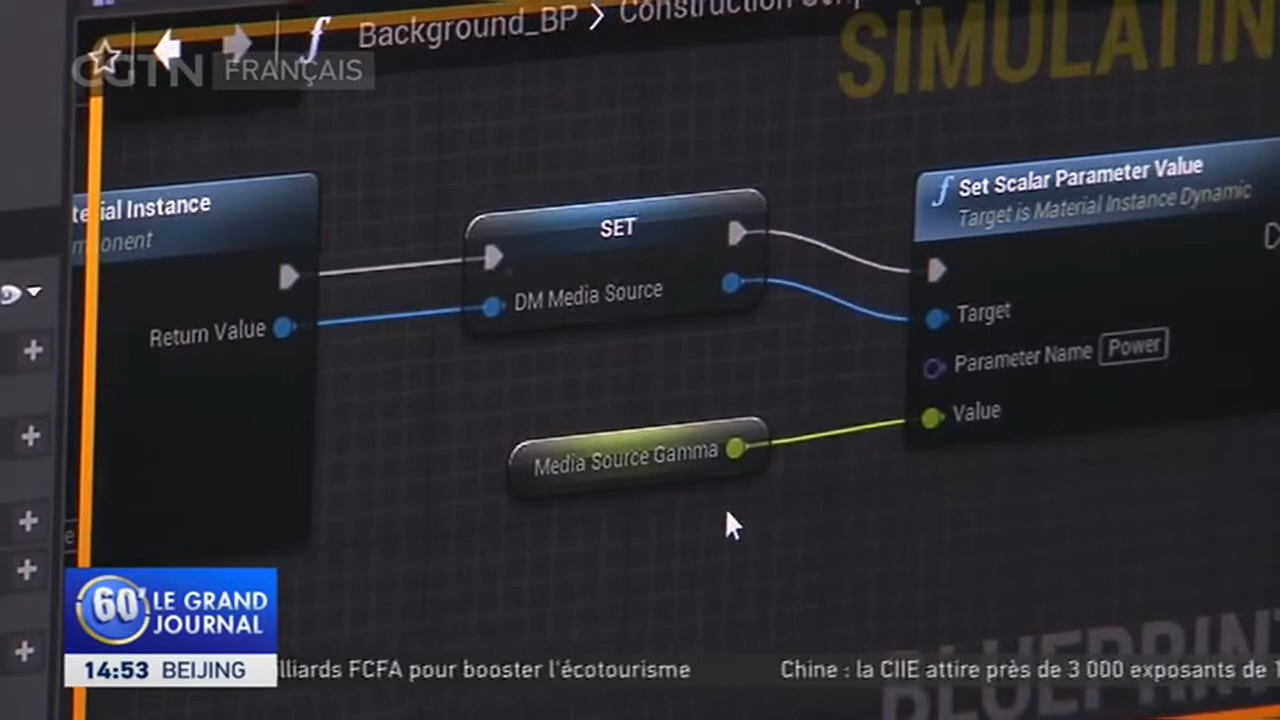 Background_BP > Construction
CGTN FRANÇAIS
SIMULATIN
terial Instance
mponent
Return Value
SET
DM Media Source
Set Scalar Parameter Value
Target is Material Instance Dynamic
Target
Parameter Name Power
Value
Media Source Gamma
60' LE GRAND
JOURNAL
14:53 BEIJING
lliards FCFA pour booster l'écotourisme Chine : la CIIE attire près de 3 000 exposants de 1
BLUEPRIN